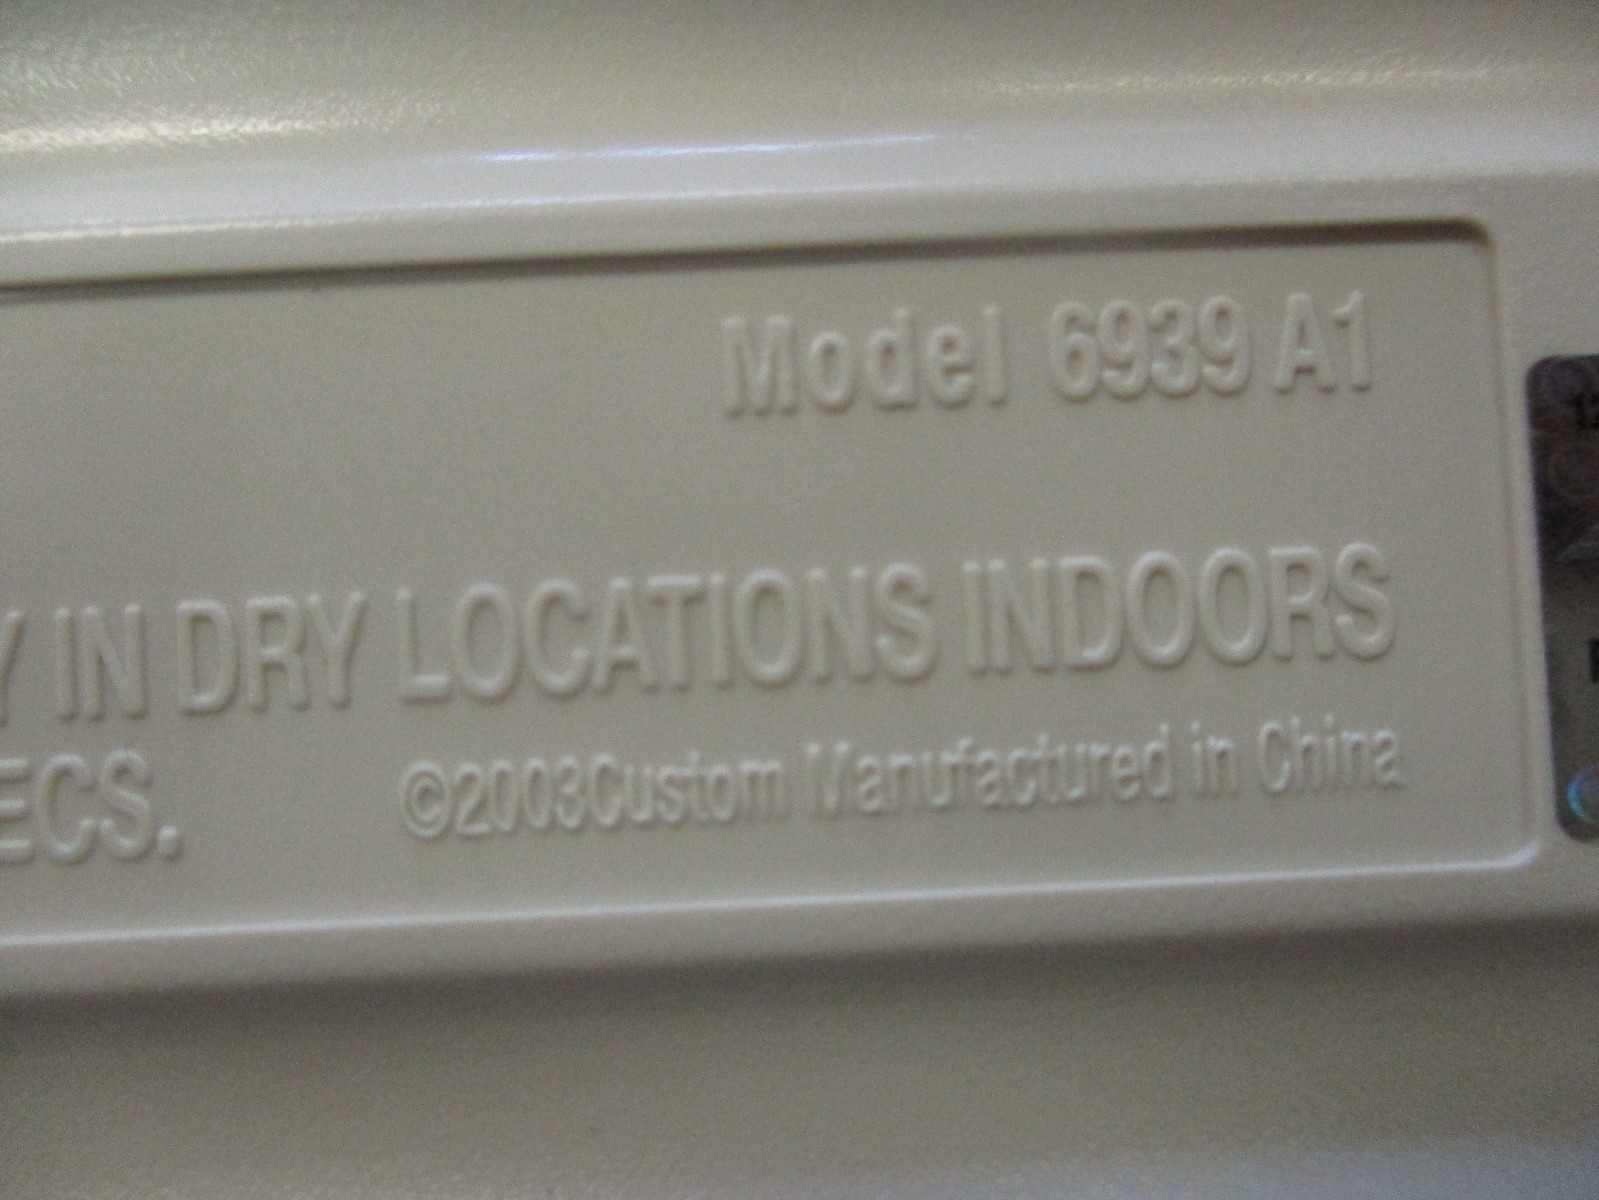 Model 6939 A1
Y IN DRY LOCATIONS INDOORS
ECS. ©2003Custom Manufactured in China